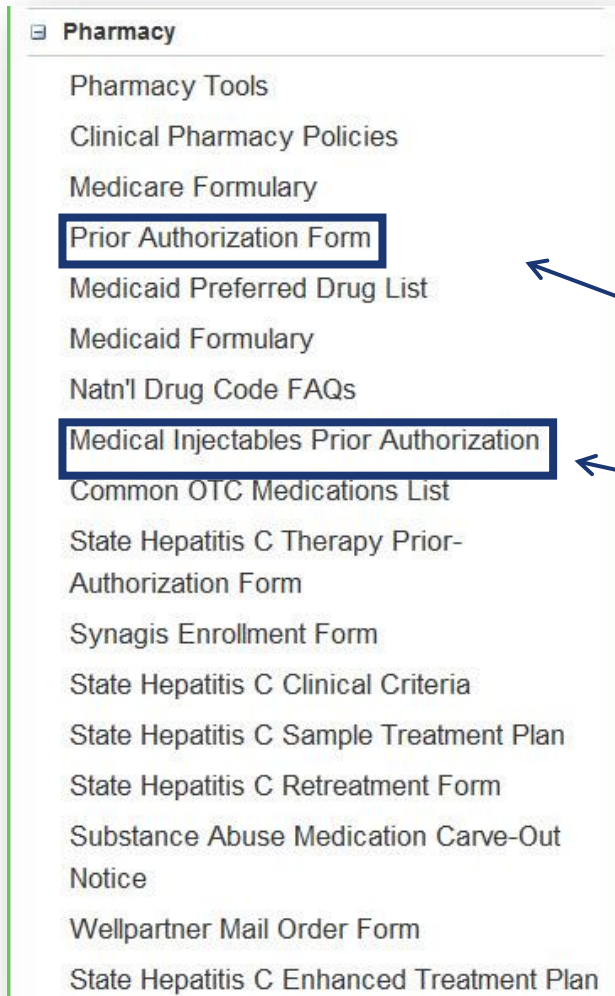 Pharmacy
Pharmacy Tools
Clinical Pharmacy Policies
Medicare Formulary
Prior Authorization Form
Medicaid Preferred Drug List
Medicaid Formulary
Natn'l Drug Code FAQs
Medical Injectables Prior Authorization
Common OTC Medications List
State Hepatitis C Therapy Prior-
Authorization Form
Synagis Enrollment Form
State Hepatitis C Clinical Criteria
State Hepatitis C Sample Treatment Plan
State Hepatitis C Retreatment Form
Substance Abuse Medication Carve-Out
Notice
Wellpartner Mail Order Form
State Hepatitis C Enhanced Treatment Plan